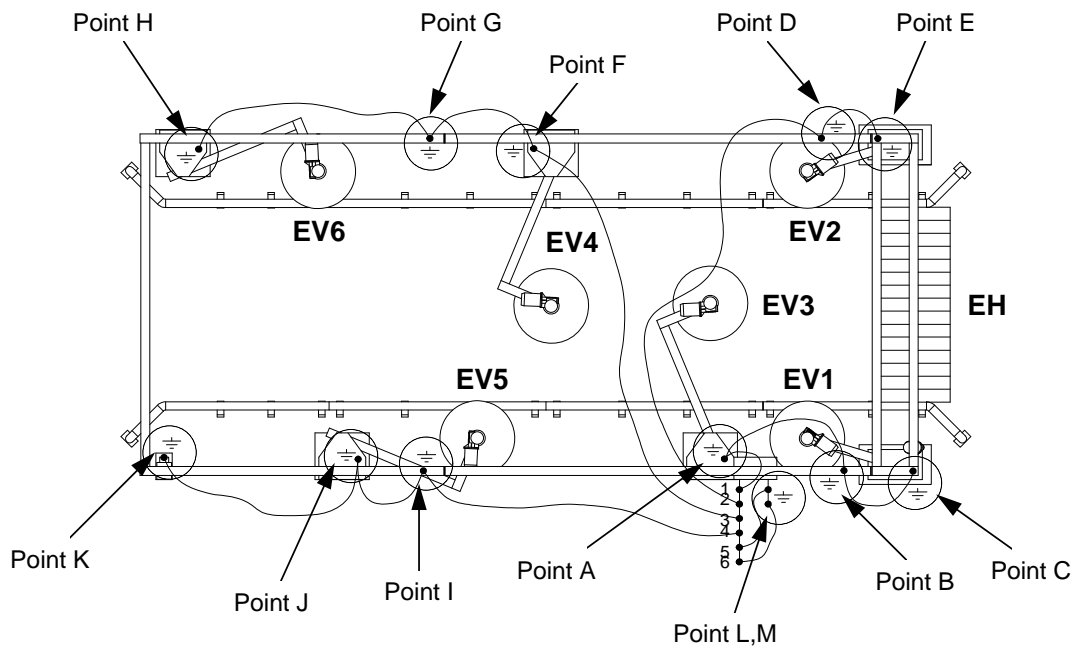 Point H
Point G
Point D
Point E
Point F
EV6
EV4
EV2
EV3
EH
EV5
EV1
1
2
3
4
5
6
Point K
Point J
Point I
Point A
Point B
Point C
Point L,M